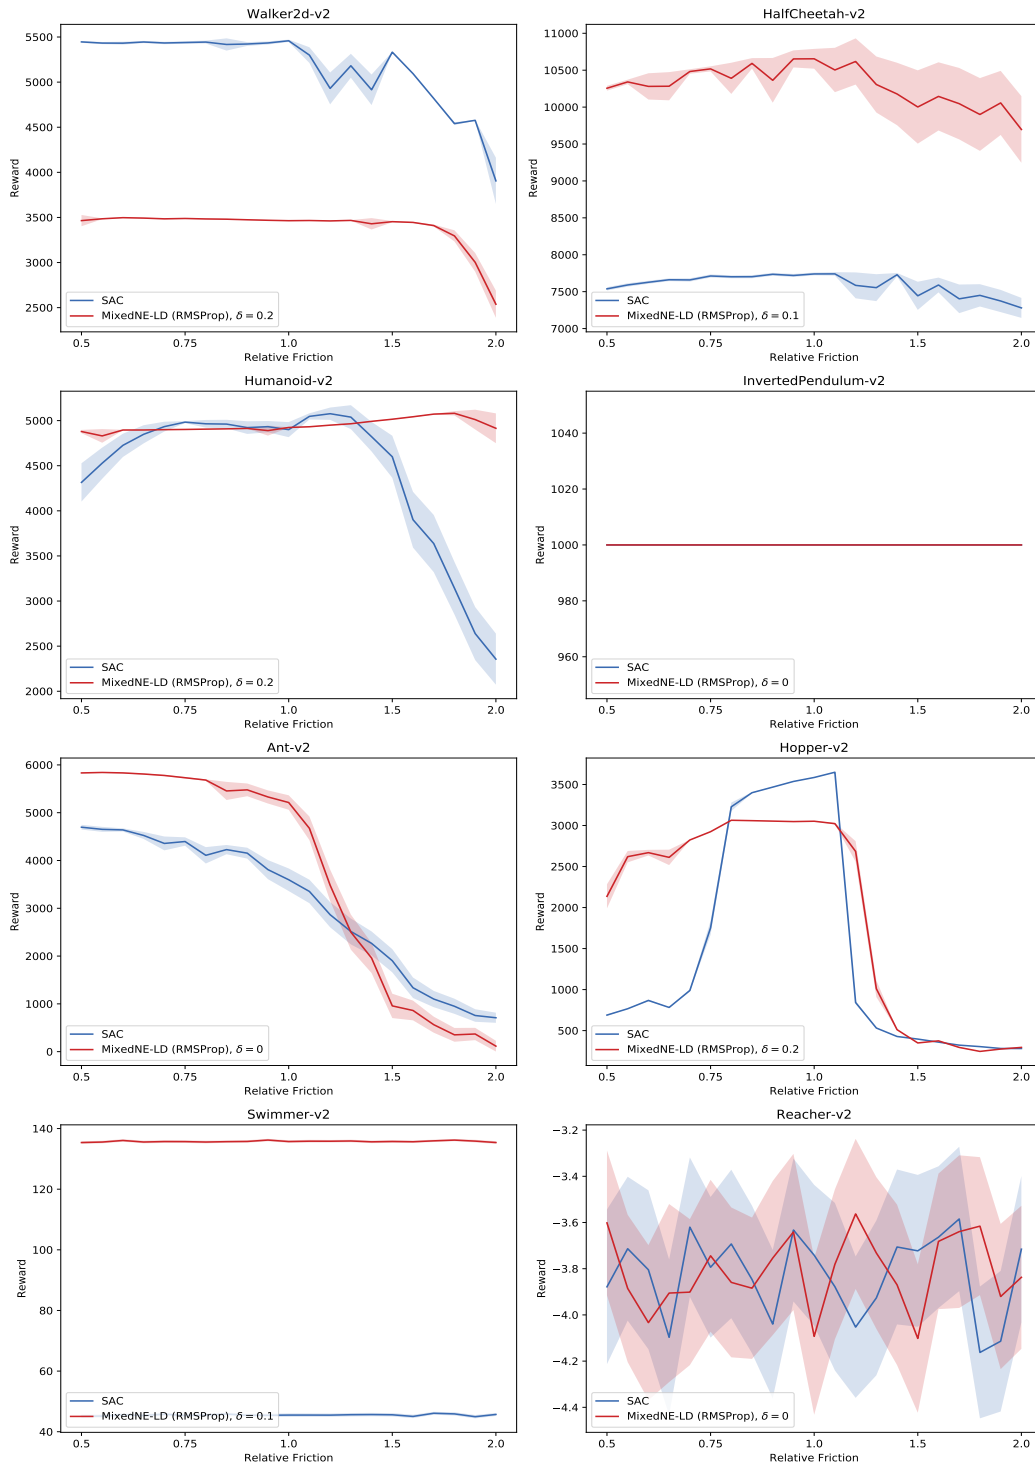 Walker2d-v2
5500
5000
4500
4000
3500
3000
2500
Reward
SAC
MixedNE-LD (RMSProp), δ = 0.2
0.5 0.75 1.0 1.5 2.0
Relative Friction
HalfCheetah-v2
11000
10500
10000
9500
9000
8500
8000
7500
7000
Reward
SAC
MixedNE-LD (RMSProp), δ = 0.1
0.5 0.75 1.0 1.5 2.0
Relative Friction
Humanoid-v2
5000
4500
4000
3500
3000
2500
2000
Reward
SAC
MixedNE-LD (RMSProp), δ = 0.2
0.5 0.75 1.0 1.5 2.0
Relative Friction
InvertedPendulum-v2
1040
1020
1000
980
960
Reward
SAC
MixedNE-LD (RMSProp), δ = 0
0.5 0.75 1.0 1.5 2.0
Relative Friction
Ant-v2
6000
5000
4000
3000
2000
1000
0
Reward
SAC
MixedNE-LD (RMSProp), δ = 0
0.5 0.75 1.0 1.5 2.0
Relative Friction
Hopper-v2
3500
3000
2500
2000
1500
1000
500
Reward
SAC
MixedNE-LD (RMSProp), δ = 0.2
0.5 0.75 1.0 1.5 2.0
Relative Friction
Swimmer-v2
140
120
100
80
60
40
Reward
SAC
MixedNE-LD (RMSProp), δ = 0.1
0.5 0.75 1.0 1.5 2.0
Relative Friction
Reacher-v2
−3.2
−3.4
−3.6
−3.8
−4.0
−4.2
−4.4
Reward
SAC
MixedNE-LD (RMSProp), δ = 0
0.5 0.75 1.0 1.5 2.0
Relative Friction